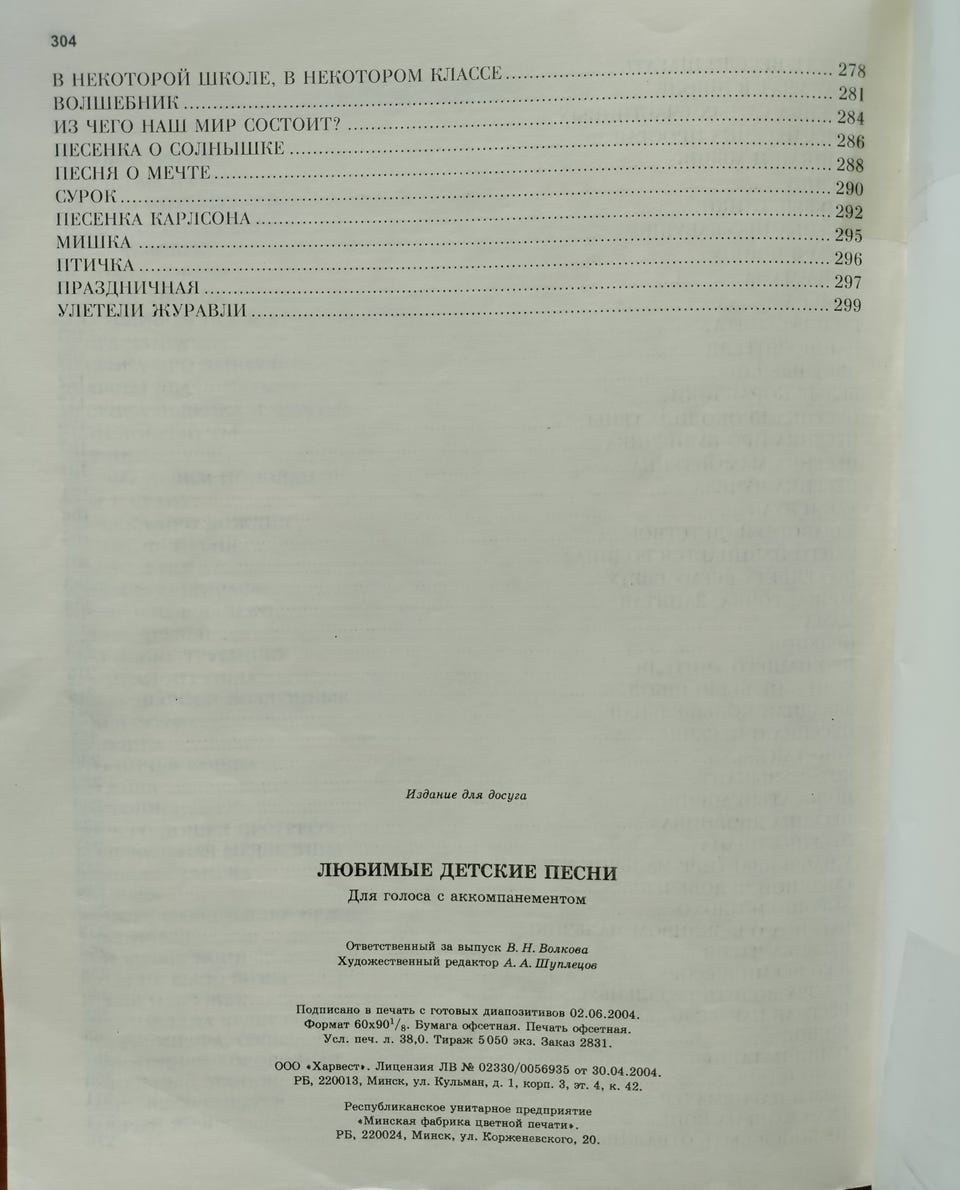 304
В НЕКОТОРОЙ ШКОЛЕ, В НЕКОТОРОМ КЛАССЕ 278
ВОЛШЕБНИК 281
ИЗ ЧЕГО НАШ МИР СОСТОИТ? 284
ПЕСЕНКА О СОЛНЫШКЕ 286
ПЕСНЯ О МЕЧТЕ 288
СУРОК 290
ПЕСЕНКА КАРЛСОНА 292
МИШКА 295
ПТИЧКА 296
ПРАЗДНИЧНАЯ 297
УЛЕТЕЛИ ЖУРАВЛИ 299
Издание для досуга
ЛЮБИМЫЕ ДЕТСКИЕ ПЕСНИ
Для голоса с аккомпанементом
Ответственный за выпуск В. Н. Волкова
Художественный редактор А. А. Шуплецов
Подписано в печать с готовых диапозитивов 02.06.2004.
Формат 60х90¹/₈. Бумага офсетная. Печать офсетная.
Усл. печ. л. 38,0. Тираж 5050 экз. Заказ 2831.
ООО «Харвест». Лицензия ЛВ № 02330/0056935 от 30.04.2004.
РБ, 220013, Минск, ул. Кульман, д. 1, корп. 3, эт. 4, к. 42.
Республиканское унитарное предприятие
«Минская фабрика цветной печати».
РБ, 220024, Минск, ул. Корженевского, 20.